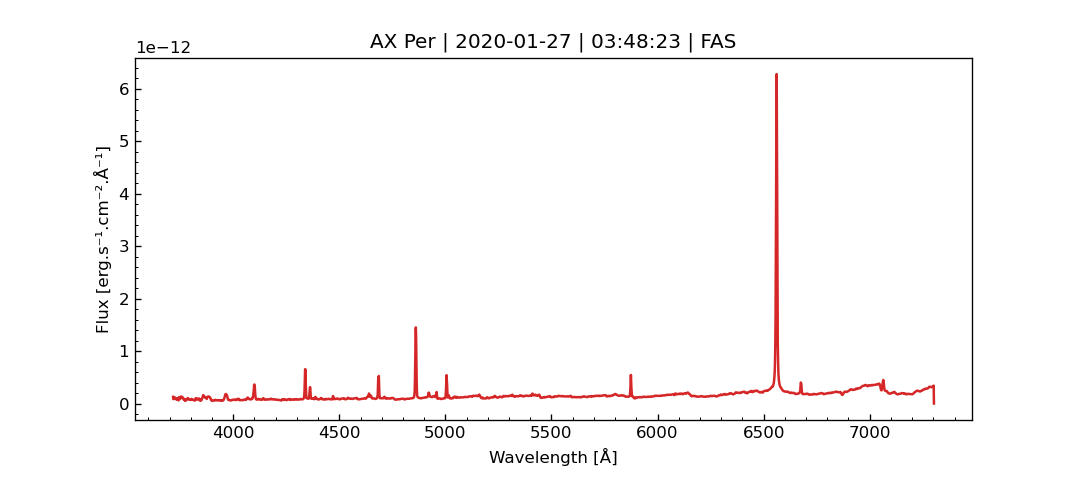 AX Per | 2020-01-27 | 03:48:23 | FAS
1e−12
6
5
4
3
2
1
0
Flux [erg.s⁻¹.cm⁻².Å⁻¹]
4000 4500 5000 5500 6000 6500 7000
Wavelength [Å]